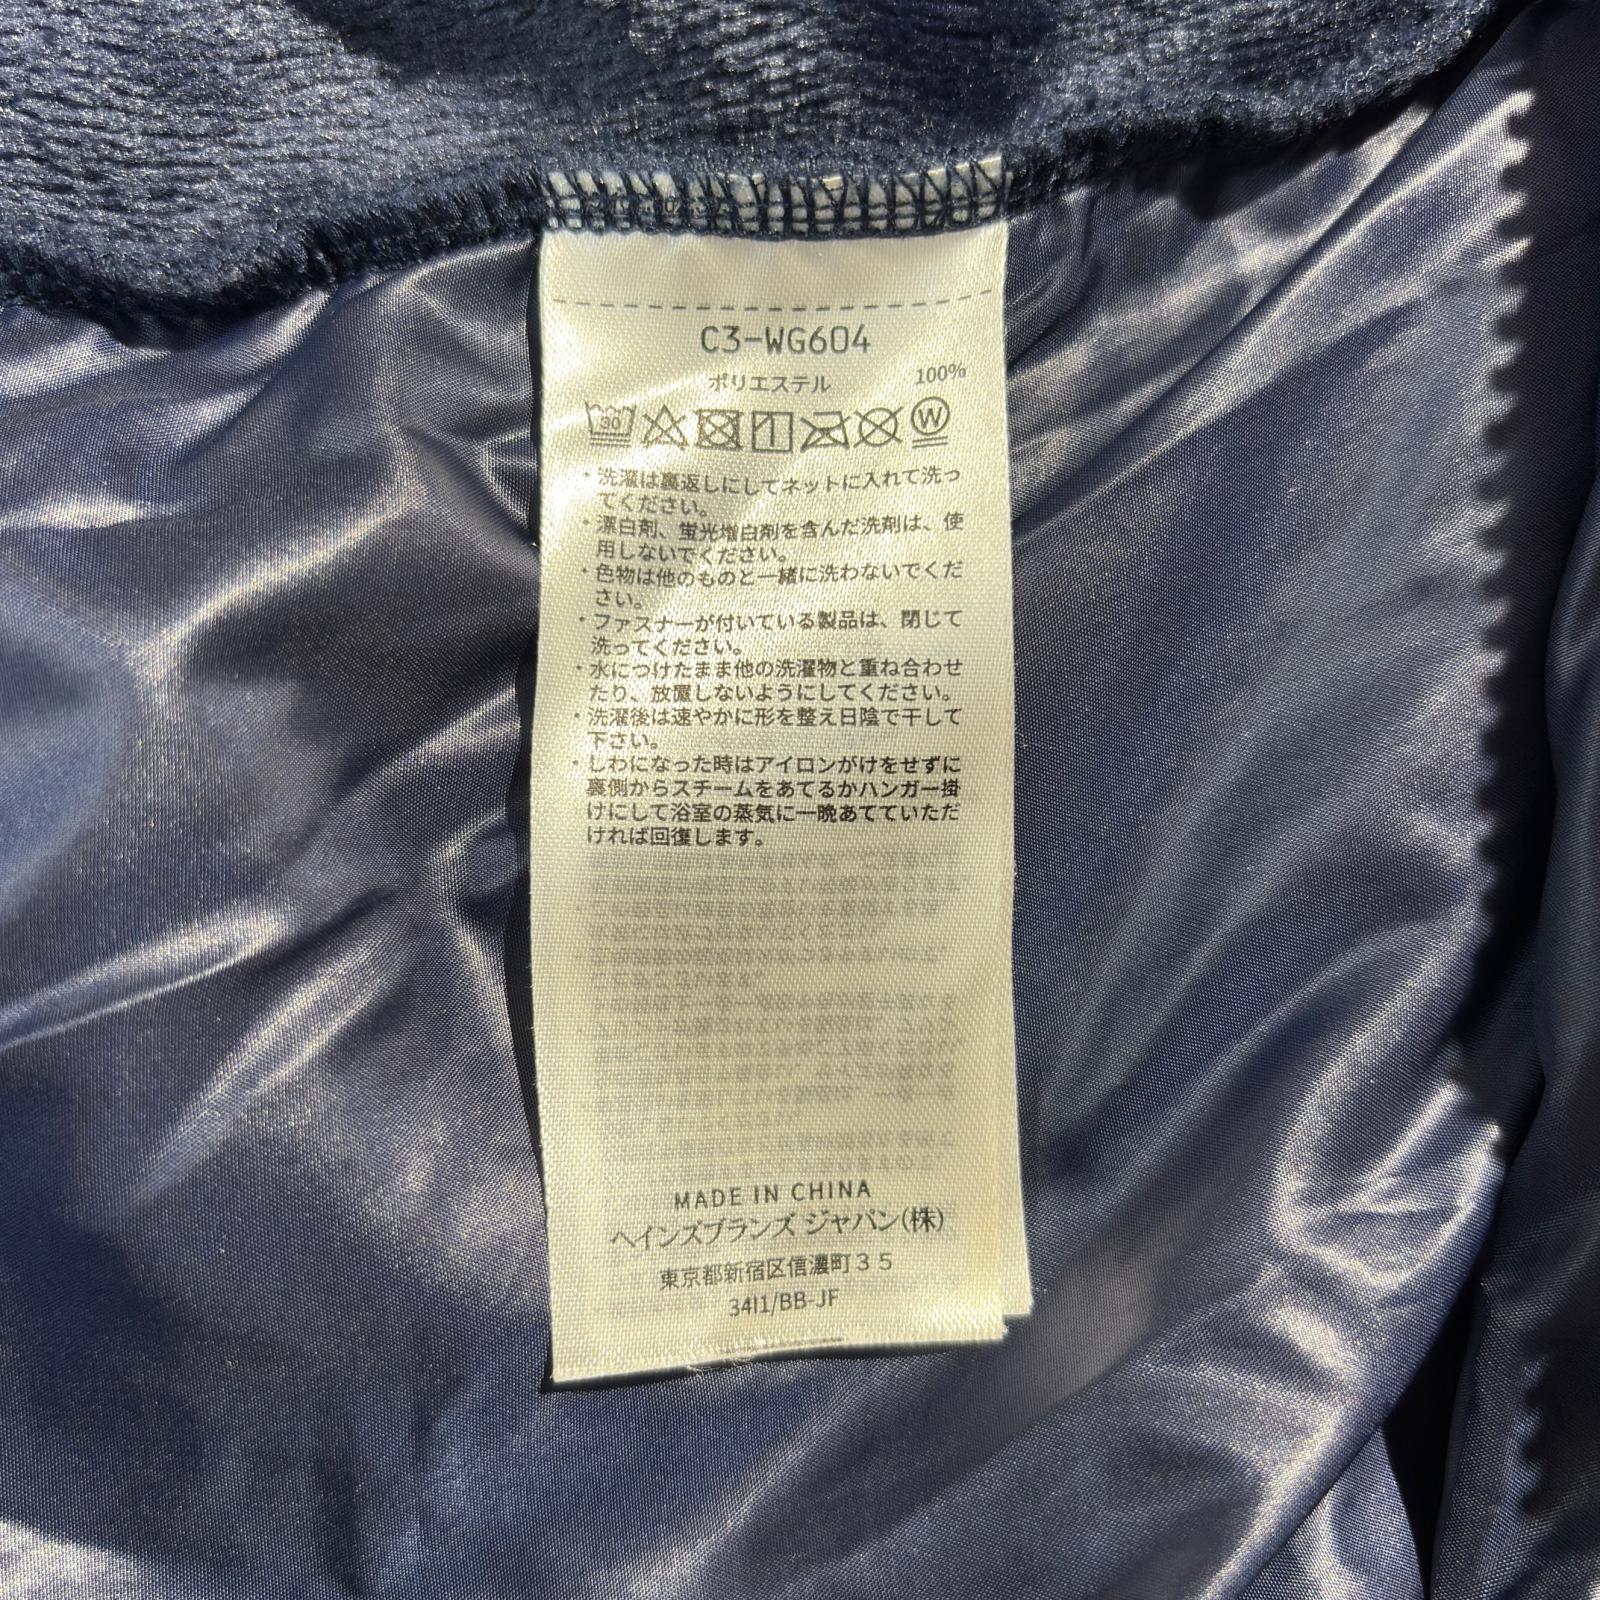 C3-WG604
ポリエステル 100%
30
W
・洗濯は裏返しにしてネットに入れて洗っ
てください。
・漂白剤、蛍光増白剤を含んだ洗剤は、使
用しないでください。
・色物は他のものと一緒に洗わないでくだ
さい。
・ファスナーが付いている製品は、閉じて
洗ってください。
・水につけたまま他の洗濯物と重ね合わせ
たり、放置しないようにしてください。
・洗濯後は速やかに形を整え日陰で干して
下さい。
・しわになった時はアイロンがけをせずに
裏側からスチームをあてるかハンガー掛
けにして浴室の蒸気に一晩あてていただ
ければ回復します。
MADE IN CHINA
ヘインズブランズ ジャパン(株)
東京都新宿区信濃町35
34I1/BB-JF